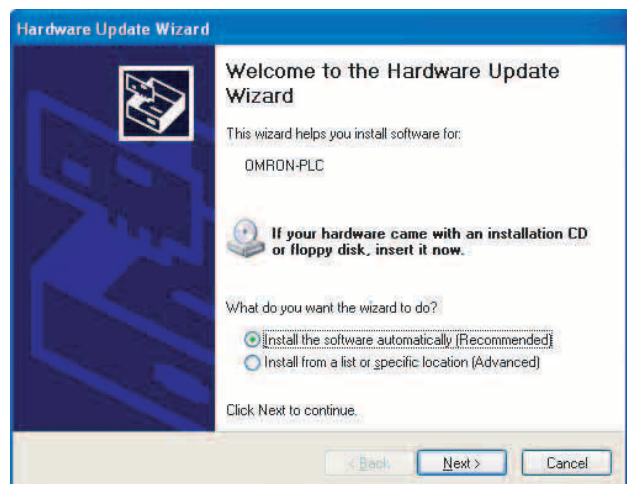 Hardware Update Wizard
Welcome to the Hardware Update
Wizard
This wizard helps you install software for:
OMRON-PLC
If your hardware came with an installation CD
or floppy disk, insert it now.
What do you want the wizard to do?
Install the software automatically (Recommended)
Install from a list or specific location (Advanced)
Click Next to continue.
< Back
Next >
Cancel